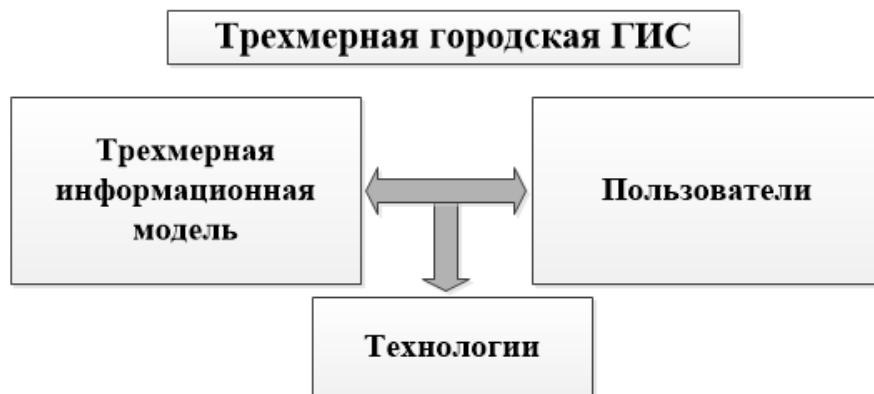 Трехмерная городская ГИС
Трехмерная
информационная
модель
Пользователи
Технологии